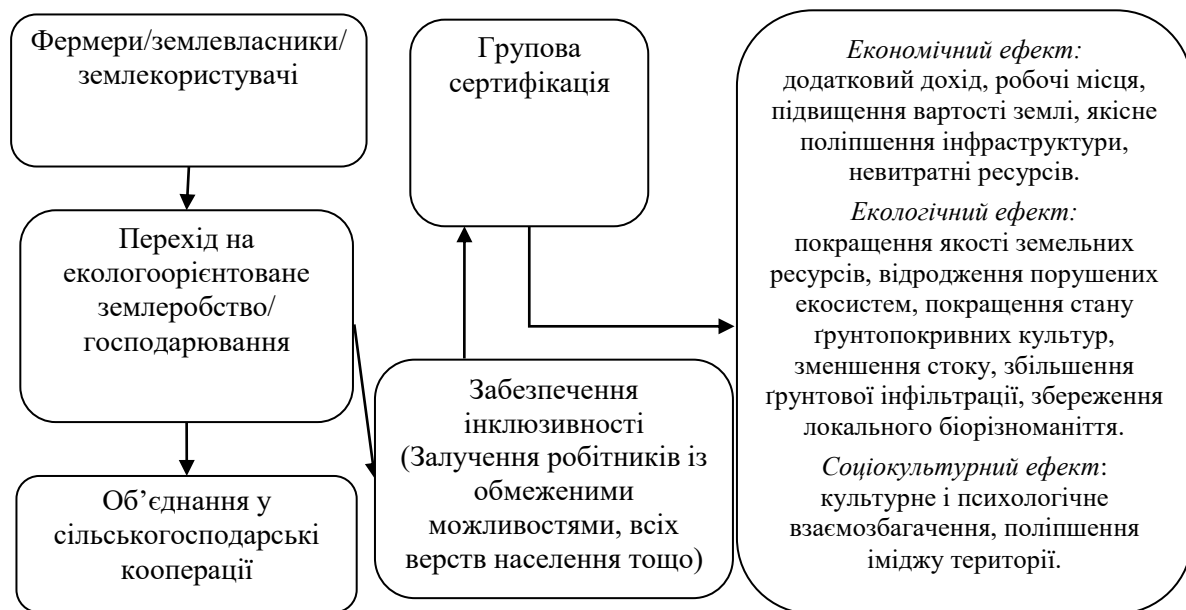 Фермери/землевласники/
землекористувачі
Перехід на
екологоорієнтоване
землеробство/
господарювання
Об’єднання у
сільськогосподарські
кооперації
Групова
сертифікація
Забезпечення
інклюзивності
(Залучення робітників із
обмеженими
можливостями, всіх
верств населення тощо)
Економічний ефект:
додатковий дохід, робочі місця,
підвищення вартості землі, якісне
поліпшення інфраструктури,
невитратні ресурсів.
Екологічний ефект:
покращення якості земельних
ресурсів, відродження порушених
екосистем, покращення стану
ґрунтопокривних культур,
зменшення стоку, збільшення
ґрунтової інфільтрації, збереження
локального біорізноманіття.
Соціокультурний ефект:
культурне і психологічне
взаємозбагачення, поліпшення
іміджу території.